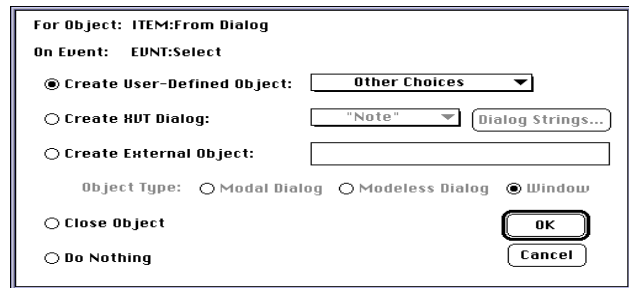 For Object: ITEM:From Dialog
On Event: EVNT:Select
Create User-Defined Object: Other Choices
Create XVT Dialog: "Note" Dialog Strings...
Create External Object:
Object Type: Modal Dialog Modeless Dialog Window
Close Object OK
Do Nothing Cancel